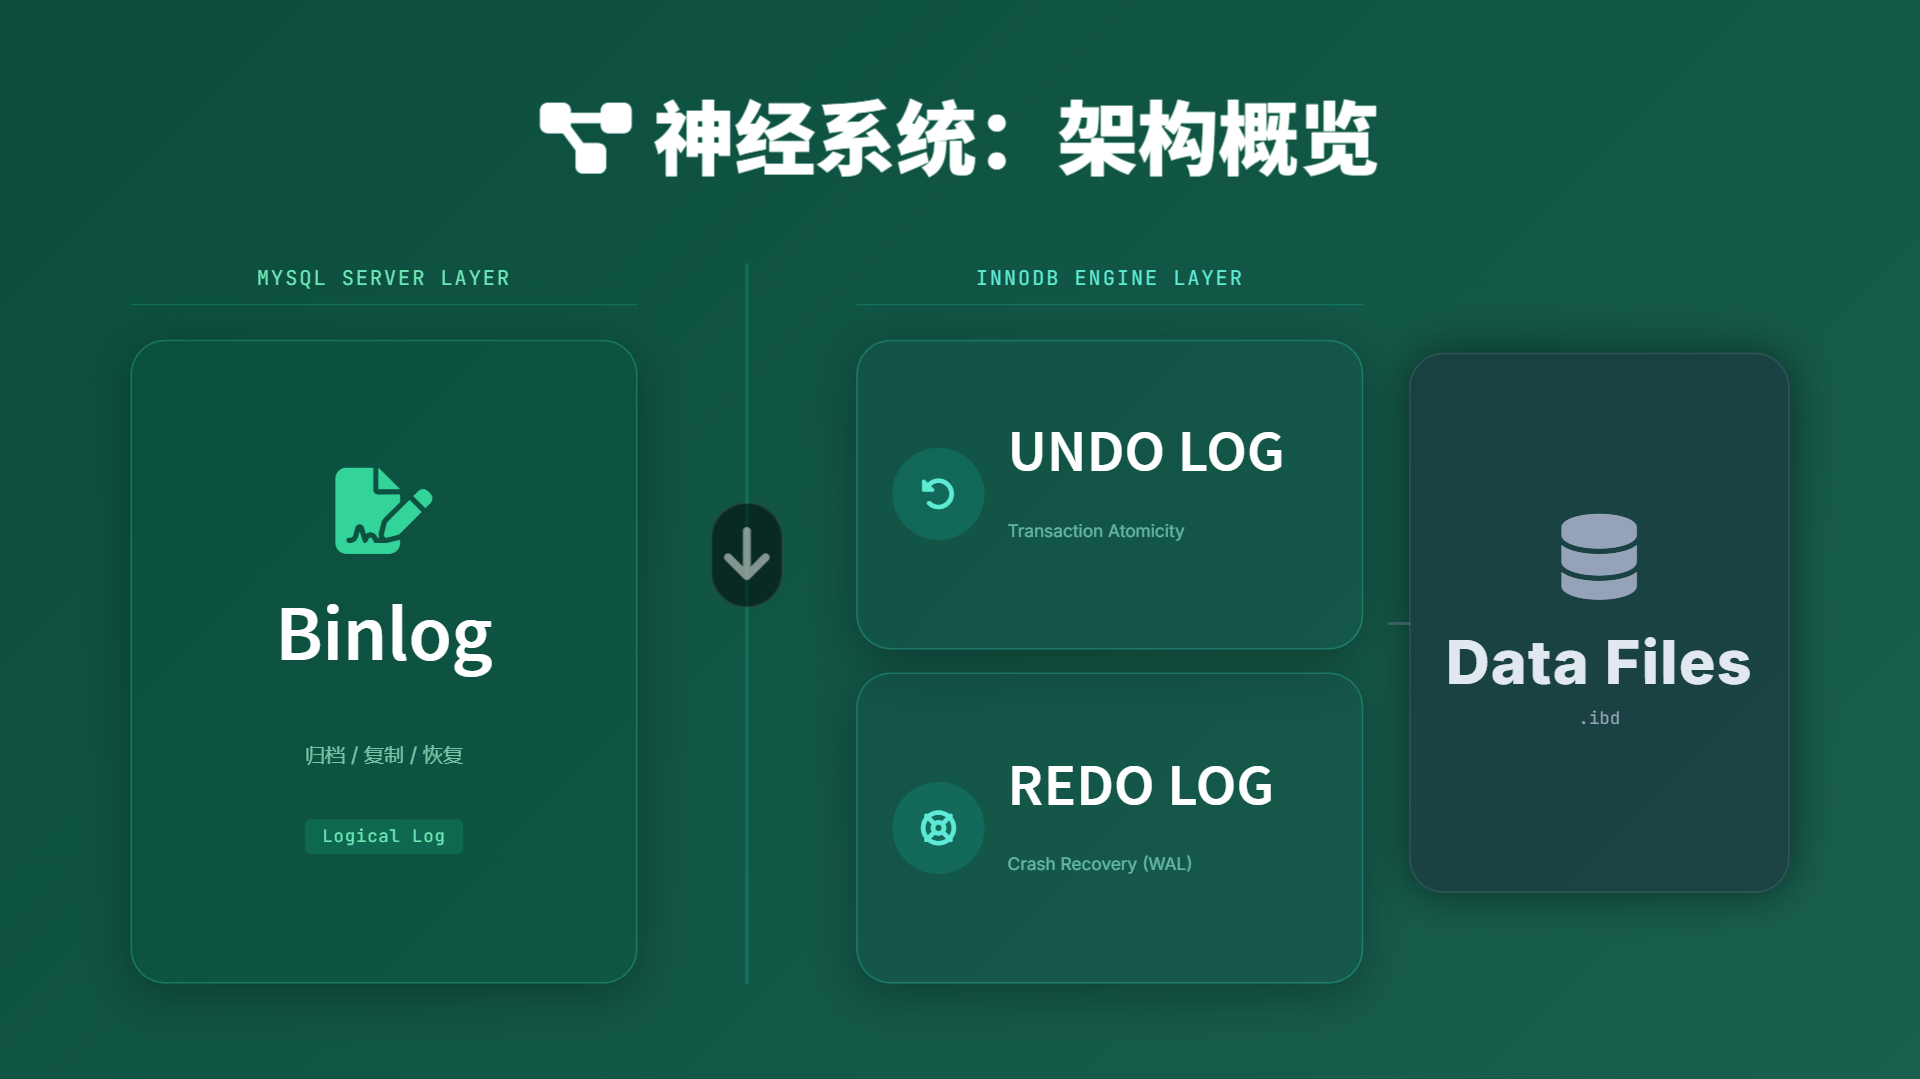 神经系统：架构概览
MYSQL SERVER LAYER
Binlog
归档 / 复制 / 恢复
Logical Log
INNODB ENGINE LAYER
UNDO LOG
Transaction Atomicity
REDO LOG
Crash Recovery (WAL)
Data Files
.ibd